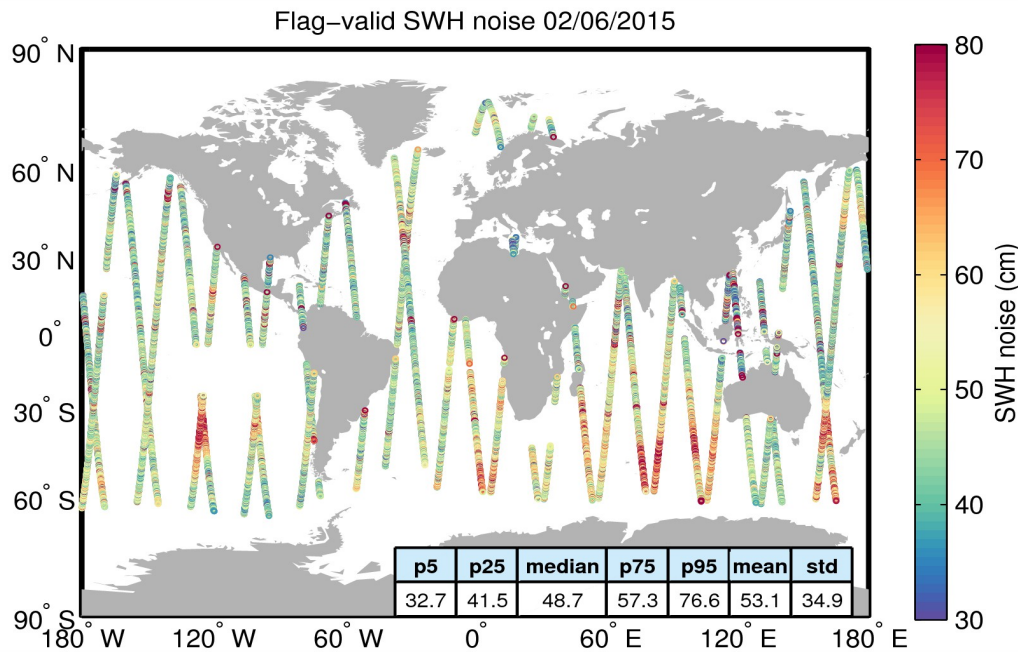 Flag−valid SWH noise 02/06/2015
90° N
60° N
30° N
0°
30° S
60° S
90° S
180° W
120° W
60° W
0°
60° E
120° E
180° E
p5 p25 median p75 p95 mean std
32.7 41.5 48.7 57.3 76.6 53.1 34.9
80
70
60
50
40
30
SWH noise (cm)